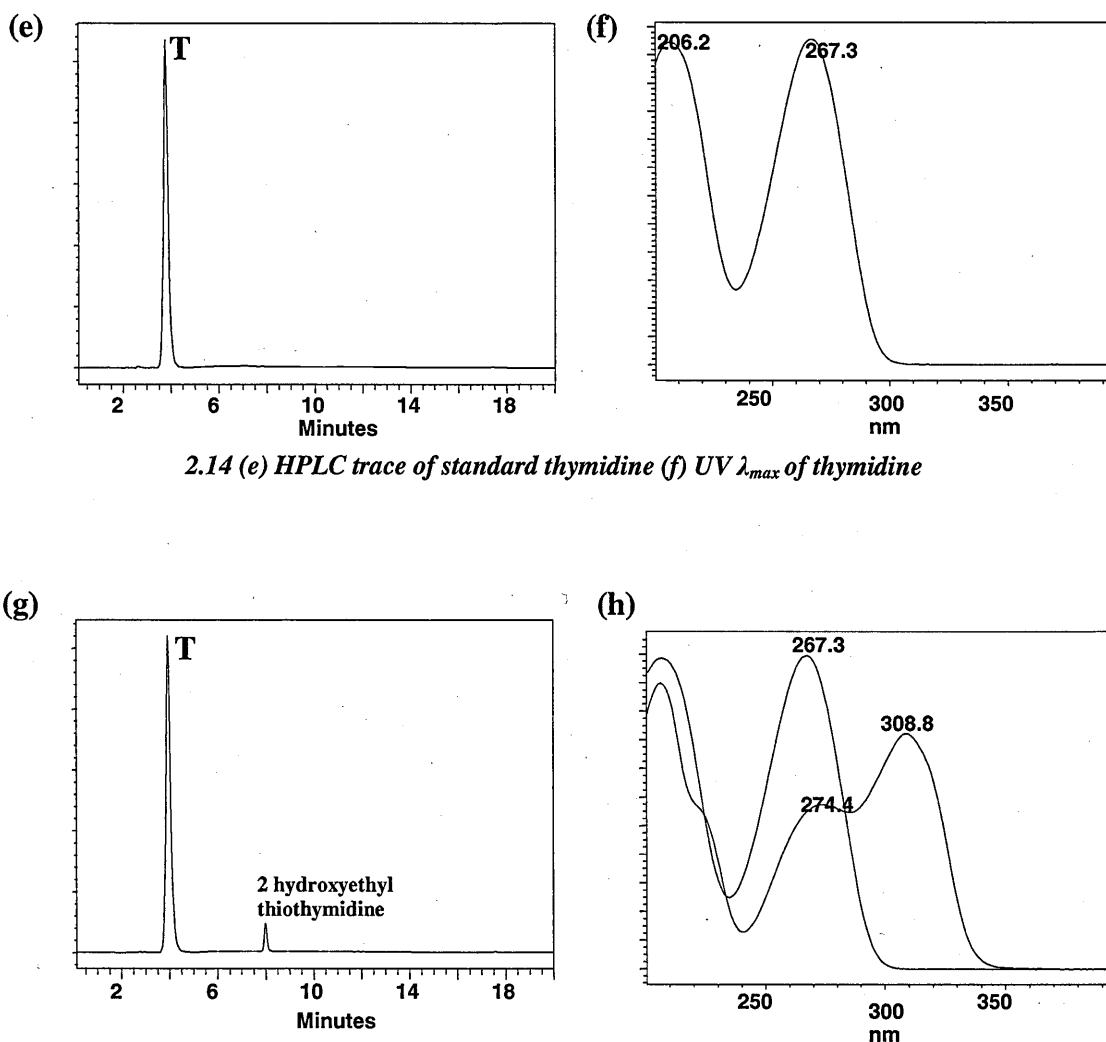 (e)
T
2 6 10 14 18
Minutes
(f)
206.2 267.3
250 300 350
nm
2.14 (e) HPLC trace of standard thymidine (f) UV λmax of thymidine
(g)
T
2 hydroxyethyl
thiothymidine
2 6 10 14 18
Minutes
(h)
267.3
308.8
274.4
250 300 350
nm